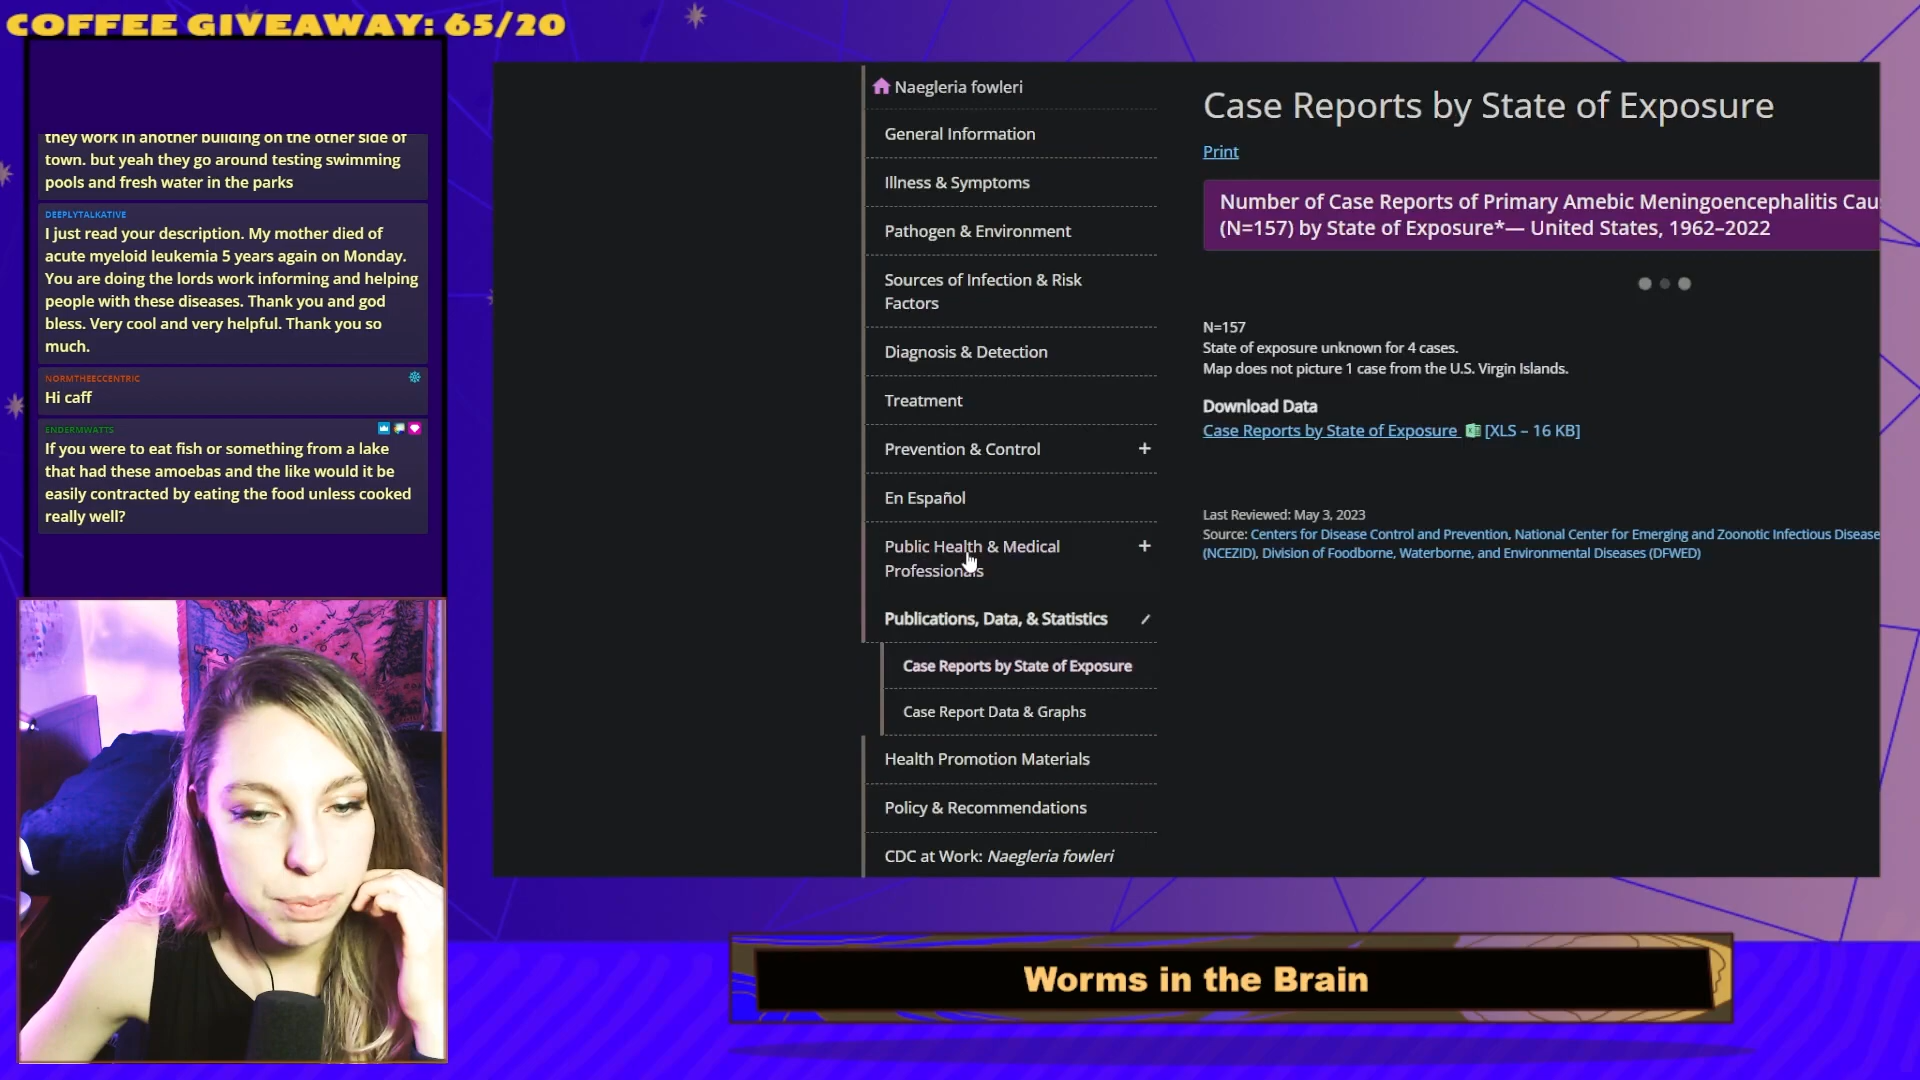 COFFEE GIVEAWAY: 65/20
they work in another building on the other side of
town. but yeah they go around testing swimming
pools and fresh water in the parks
DEEPLYTALKATIVE
I just read your description. My mother died of
acute myeloid leukemia 5 years again on Monday.
You are doing the lords work informing and helping
people with these diseases. Thank you and god
bless. Very cool and very helpful. Thank you so
much.
NORMTHEECCENTRIC
Hi caff
ENDERMWATTS
If you were to eat fish or something from a lake
that had these amoebas and the like would it be
easily contracted by eating the food unless cooked
really well?
Naegleria fowleri
General Information
Illness & Symptoms
Pathogen & Environment
Sources of Infection & Risk
Factors
Diagnosis & Detection
Treatment
Prevention & Control +
En Español
Public Health & Medical +
Professionals
Publications, Data, & Statistics
Case Reports by State of Exposure
Case Report Data & Graphs
Health Promotion Materials
Policy & Recommendations
CDC at Work: Naegleria fowleri
Case Reports by State of Exposure
Print
Number of Case Reports of Primary Amebic Meningoencephalitis Cau
(N=157) by State of Exposure*— United States, 1962–2022
N=157
State of exposure unknown for 4 cases.
Map does not picture 1 case from the U.S. Virgin Islands.
Download Data
Case Reports by State of Exposure [XLS – 16 KB]
Last Reviewed: May 3, 2023
Source: Centers for Disease Control and Prevention, National Center for Emerging and Zoonotic Infectious Disease
(NCEZID), Division of Foodborne, Waterborne, and Environmental Diseases (DFWED)
Worms in the Brain